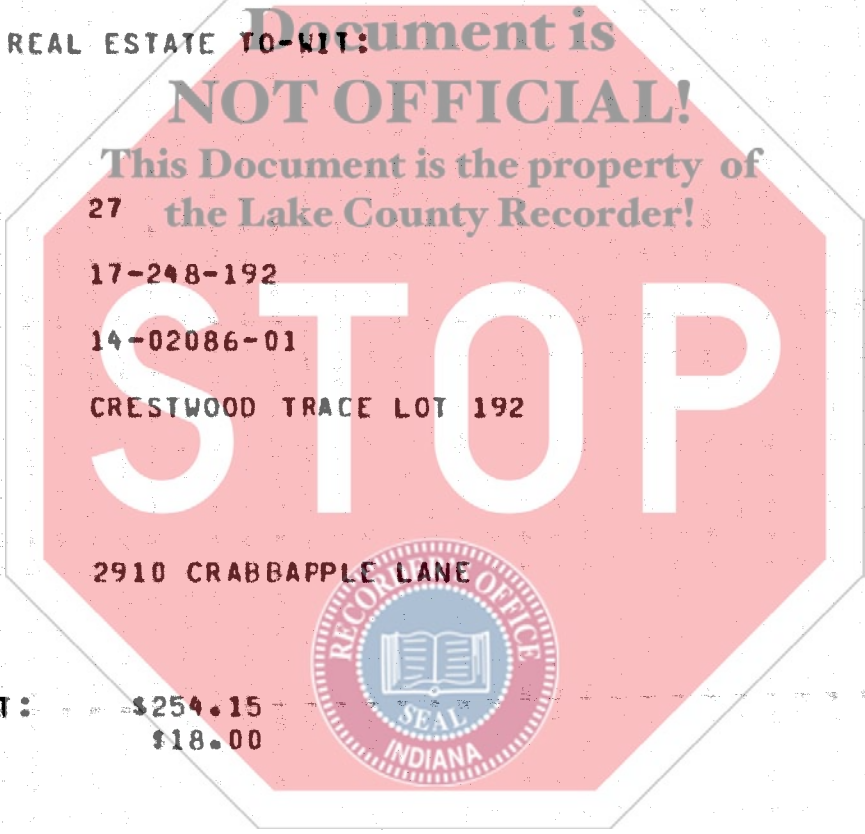 Document is
REAL ESTATE TO-WIT:
NOT OFFICIAL!
This Document is the property of
the Lake County Recorder!
27
17-248-192
STOP
14-02086-01
CRESTWOOD TRACE LOT 192
2910 CRABBAPPLE LANE
RECORDER'S OFFICE
T: $254.15
SEAL
$18.00
INDIANA